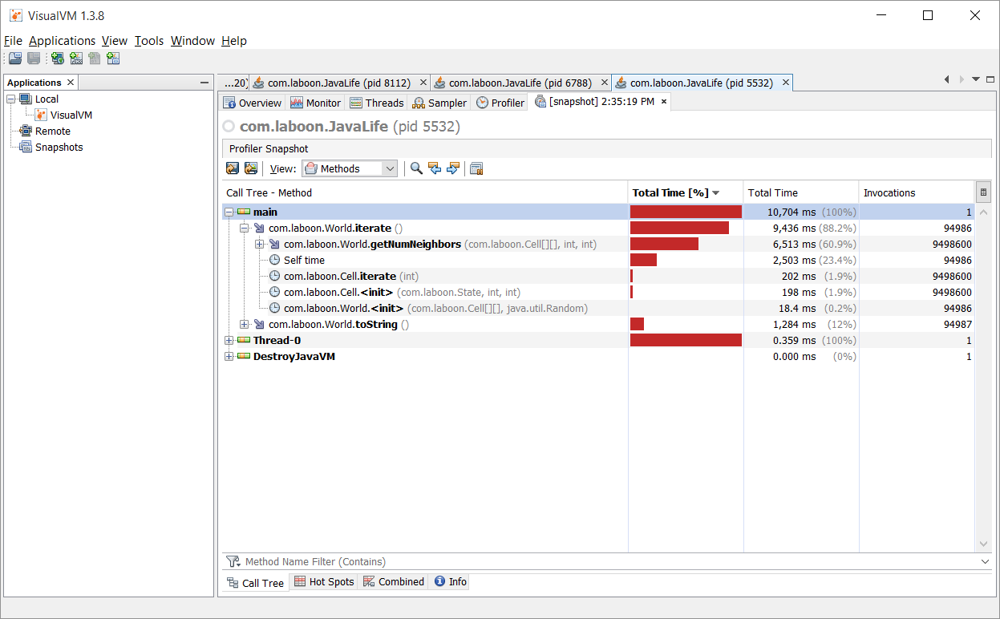 VisualVM 1.3.8
File Applications View Tools Window Help
Applications
...20) com.laboon.JavaLife (pid 8112) com.laboon.JavaLife (pid 6788) com.laboon.JavaLife (pid 5532)
Local
VisualVM
Remote
Snapshots
Overview Monitor Threads Sampler Profiler [snapshot] 2:35:19 PM
com.laboon.JavaLife (pid 5532)
Profiler Snapshot
View: Methods
Call Tree - Method Total Time [%] Total Time Invocations
main 10,704 ms (100%) 1
com.laboon.World.iterate () 9,436 ms (88.2%) 94986
com.laboon.World.getNumNeighbors (com.laboon.Cell[][], int, int) 6,513 ms (60.9%) 9498600
Self time 2,503 ms (23.4%) 94986
com.laboon.Cell.iterate (int) 202 ms (1.9%) 9498600
com.laboon.Cell.<init> (com.laboon.State, int, int) 198 ms (1.9%) 9498600
com.laboon.World.<init> (com.laboon.Cell[][], java.util.Random) 18.4 ms (0.2%) 94986
com.laboon.World.toString () 1,284 ms (12%) 94987
Thread-0 0.359 ms (100%) 1
DestroyJavaVM 0.000 ms (0%) 1
Method Name Filter (Contains)
Call Tree Hot Spots Combined Info